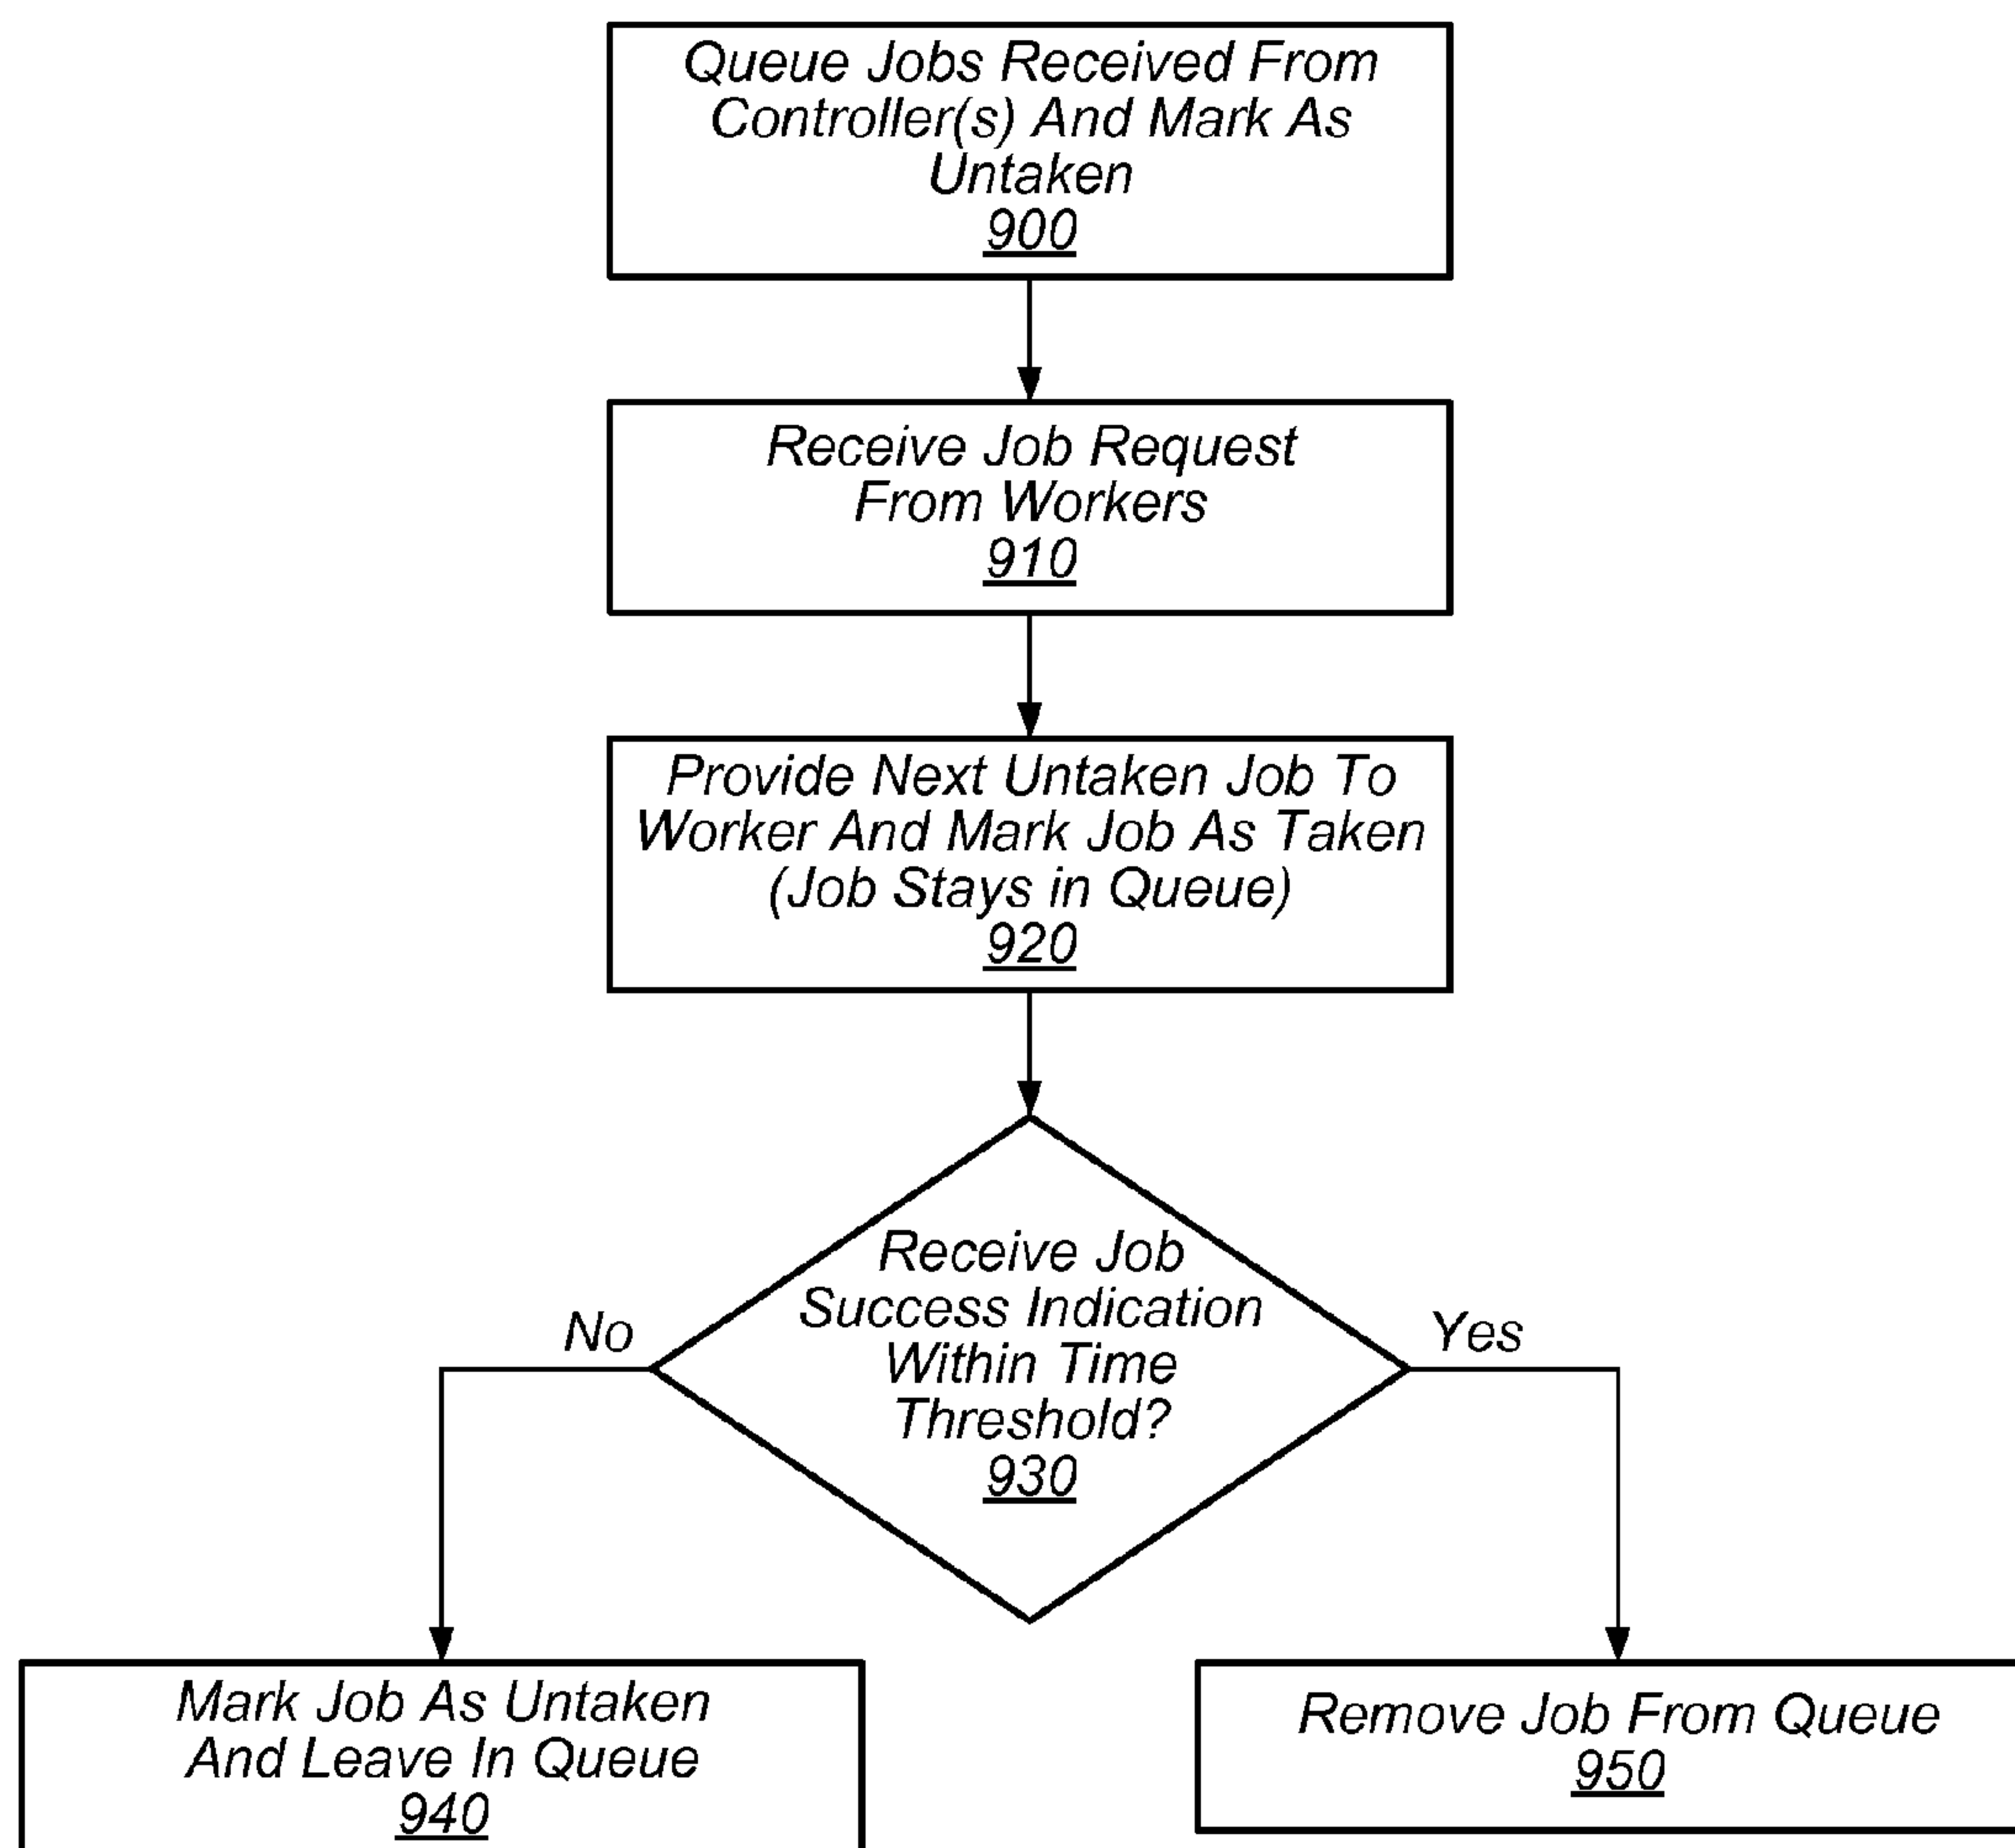 Queue Jobs Received From
Controller(s) And Mark As
Untaken
900
Receive Job Request
From Workers
910
Provide Next Untaken Job To
Worker And Mark Job As Taken
(Job Stays in Queue)
920
Receive Job
Success Indication
Within Time
Threshold?
930
No
Yes
Mark Job As Untaken
And Leave In Queue
940
Remove Job From Queue
950